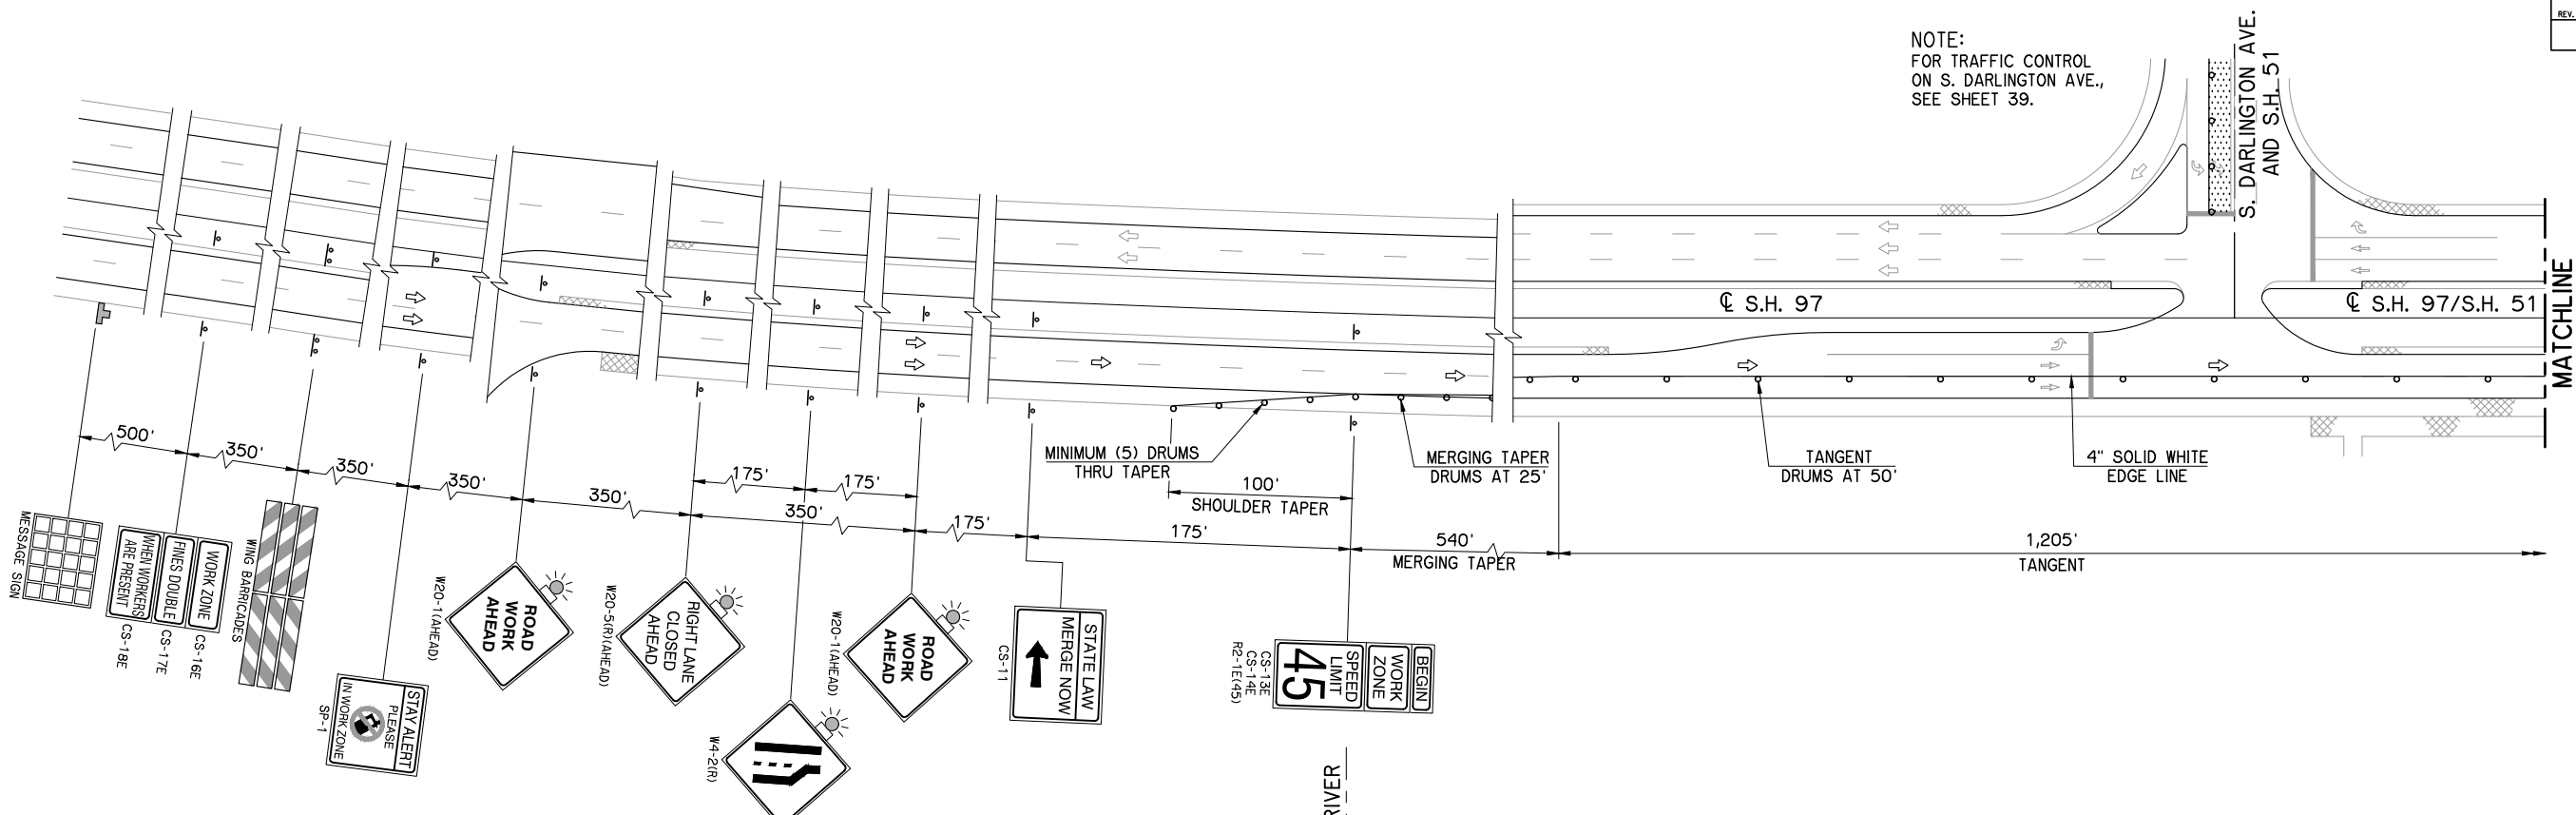 REV.
NOTE:
FOR TRAFFIC CONTROL
ON S. DARLINGTON AVE.,
SEE SHEET 39.
S. DARLINGTON AVE.
AND S.H. 51
℄ S.H. 97
℄ S.H. 97/S.H. 51
MATCHLINE
MINIMUM (5) DRUMS
THRU TAPER
MERGING TAPER
DRUMS AT 25'
TANGENT
DRUMS AT 50'
4" SOLID WHITE
EDGE LINE
500'
350'
350'
350'
350'
175'
175'
350'
175'
100'
SHOULDER TAPER
175'
540'
MERGING TAPER
1,205'
TANGENT
MESSAGE SIGN
WORK ZONE
FINES DOUBLE
WHEN WORKERS
ARE PRESENT
CS-16E
CS-17E
CS-18E
WING BARRICADES
STAY ALERT
PLEASE
IN WORK ZONE
SP-1
ROAD
WORK
AHEAD
W20-1(AHEAD)
RIGHT LANE
CLOSED
AHEAD
W20-5(R)(AHEAD)
W4-2(R)
ROAD
WORK
AHEAD
W20-1(AHEAD)
STATE LAW
MERGE NOW
CS-11
BEGIN
WORK
ZONE
SPEED
LIMIT
45
CS-13E
CS-14E
R2-1E(45)
RIVER